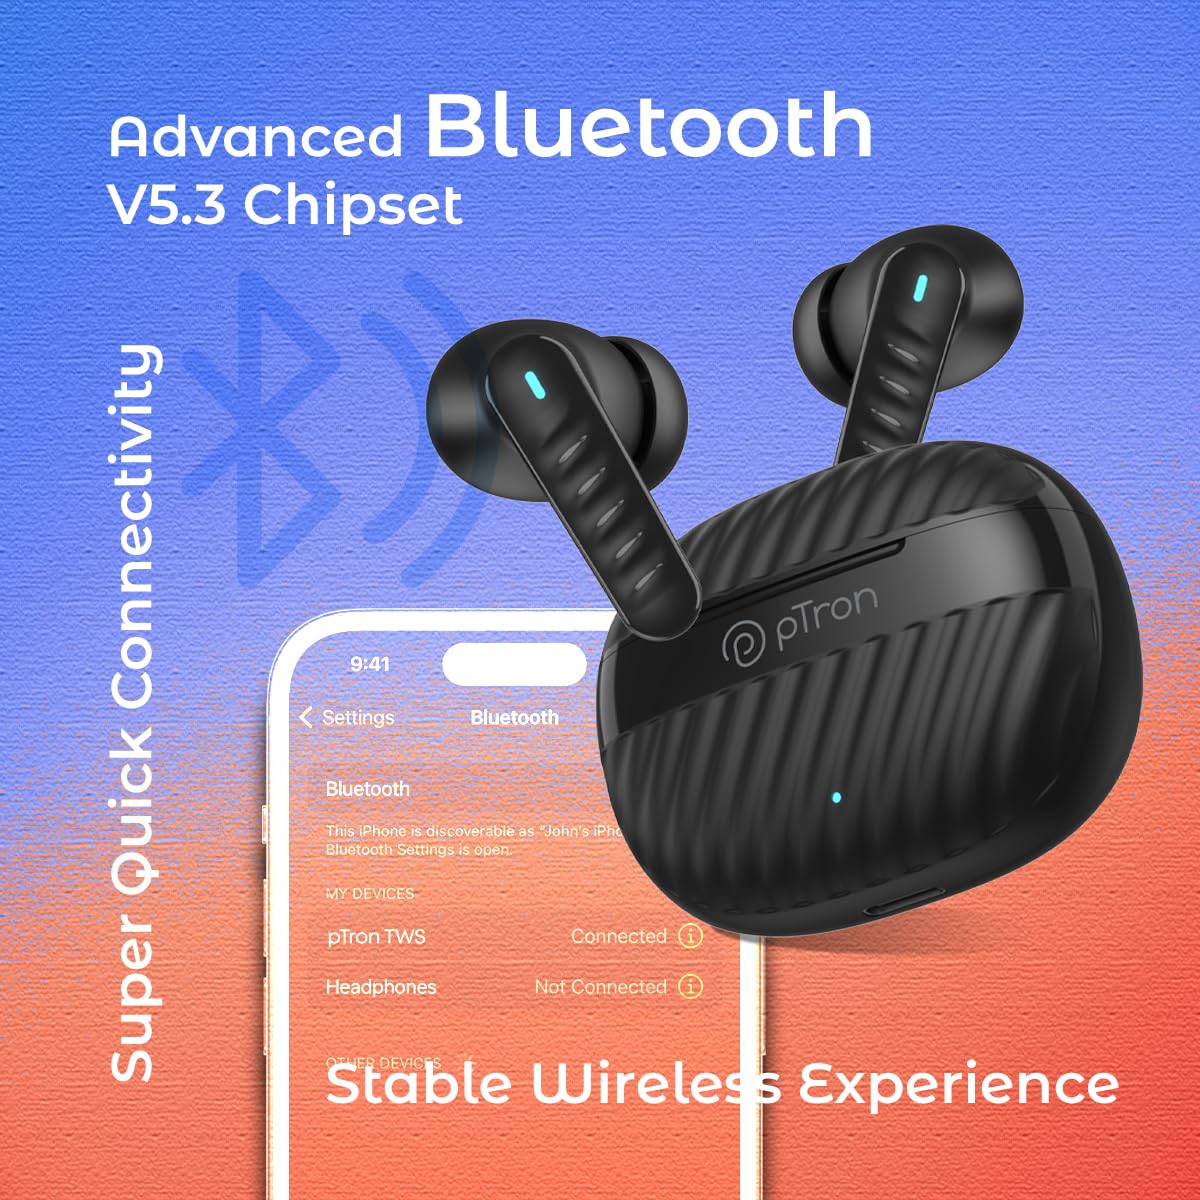 Advanced Bluetooth
V5.3 Chipset
Super Quick Connectivity
pTron
9:41
Settings
Bluetooth
Bluetooth
This iPhone is discoverable as "John's
Bluetooth Settings is open.
MY DEVICES
pTron TWS Connected
Headphones Not Connected
OTHER DEVICES
Stable Wireless Experience